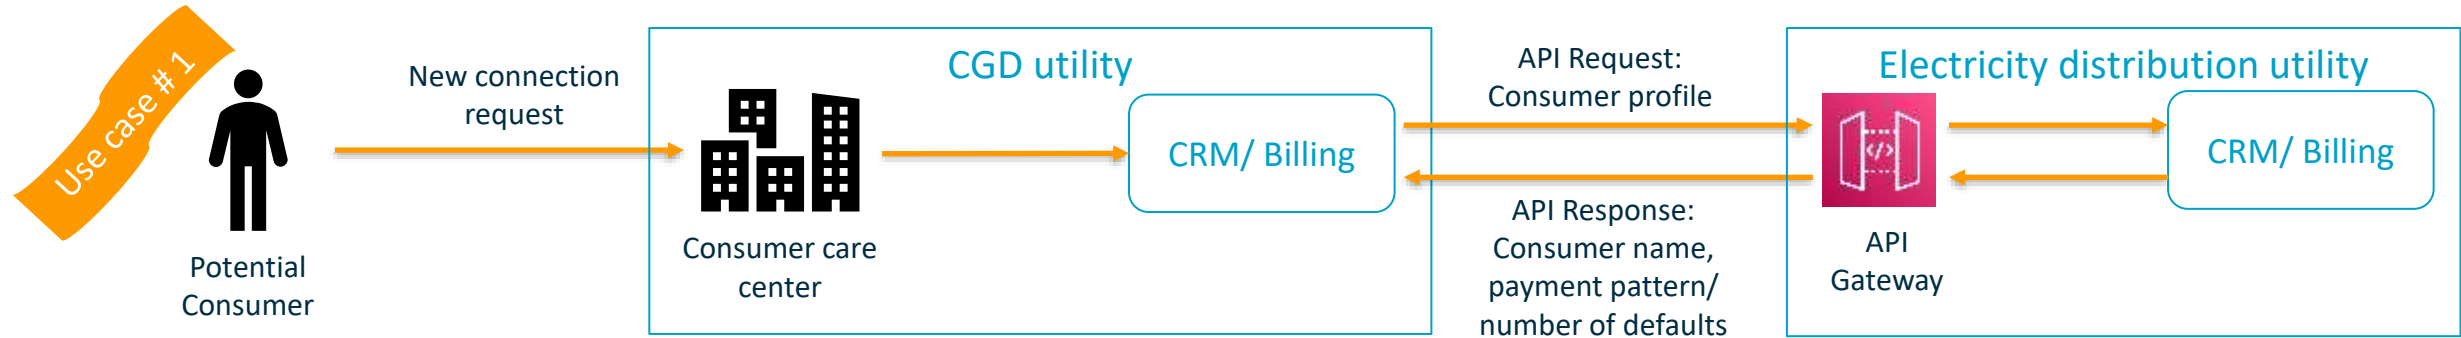 Use case # 1
Potential
Consumer
New connection
request
CGD utility
Consumer care
center
CRM/ Billing
API Request:
Consumer profile
API Response:
Consumer name,
payment pattern/
number of defaults
Electricity distribution utility
</>
API
Gateway
CRM/ Billing